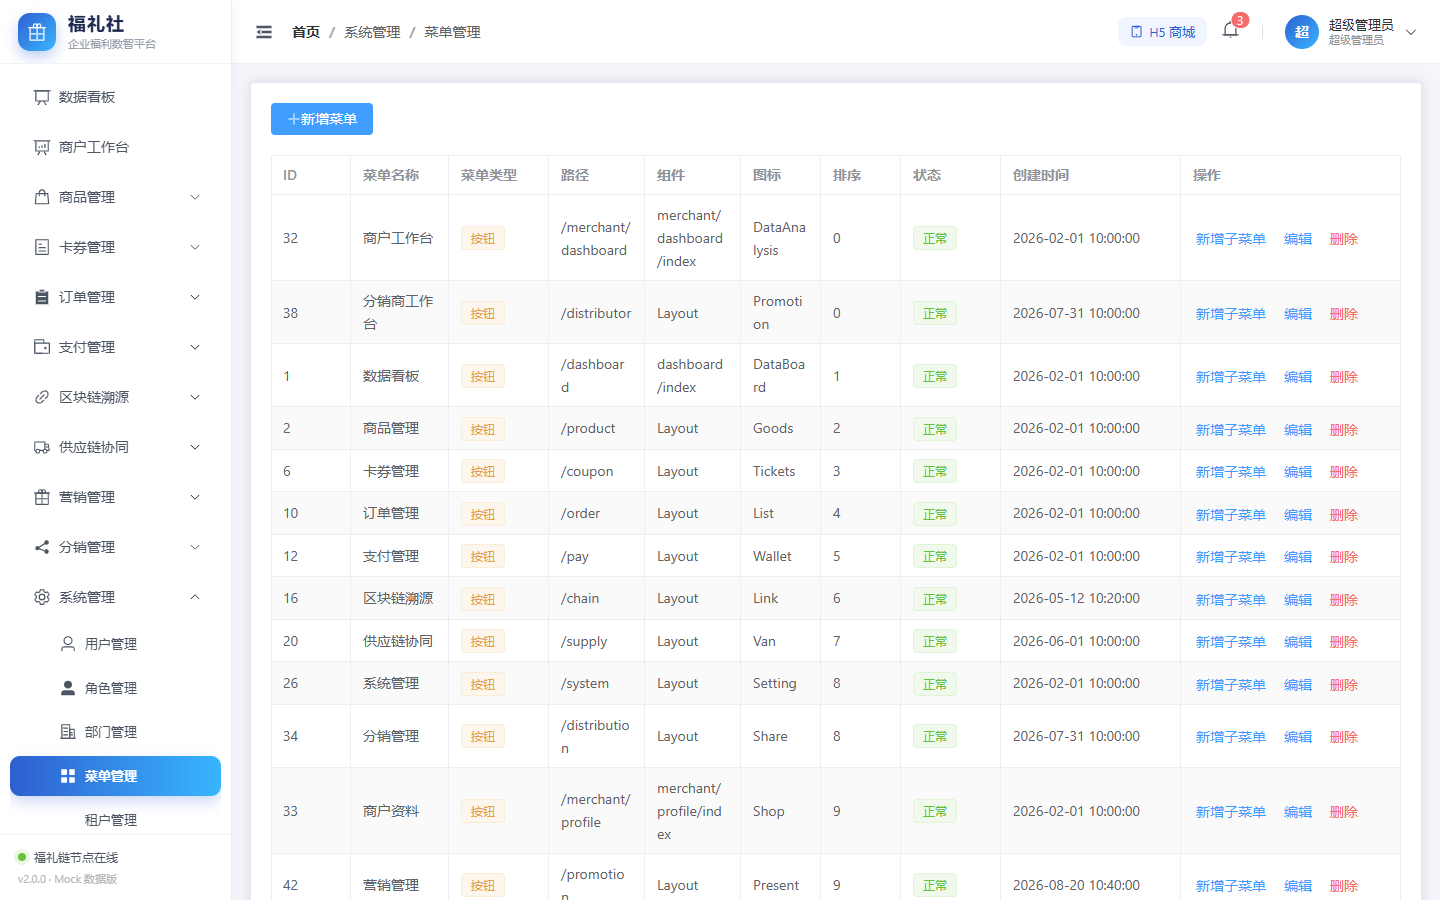 福礼社
企业福利数智平台
首页 / 系统管理 / 菜单管理
H5 商城
3
超
超级管理员
超级管理员
数据看板
商户工作台
商品管理
卡券管理
订单管理
支付管理
区块链溯源
供应链协同
营销管理
分销管理
系统管理
用户管理
角色管理
部门管理
菜单管理
租户管理
福礼链节点在线
v2.0.0 · Mock 数据版
新增菜单
ID 菜单名称 菜单类型 路径 组件 图标 排序 状态 创建时间 操作
32 商户工作台 按钮 /merchant/dashboard merchant/dashboard/index DataAnalysis 0 正常 2026-02-01 10:00:00 新增子菜单 编辑 删除
38 分销商工作台 按钮 /distributor Layout Promotion 0 正常 2026-07-31 10:00:00 新增子菜单 编辑 删除
1 数据看板 按钮 /dashboard dashboard/index DataBoard 1 正常 2026-02-01 10:00:00 新增子菜单 编辑 删除
2 商品管理 按钮 /product Layout Goods 2 正常 2026-02-01 10:00:00 新增子菜单 编辑 删除
6 卡券管理 按钮 /coupon Layout Tickets 3 正常 2026-02-01 10:00:00 新增子菜单 编辑 删除
10 订单管理 按钮 /order Layout List 4 正常 2026-02-01 10:00:00 新增子菜单 编辑 删除
12 支付管理 按钮 /pay Layout Wallet 5 正常 2026-02-01 10:00:00 新增子菜单 编辑 删除
16 区块链溯源 按钮 /chain Layout Link 6 正常 2026-05-12 10:20:00 新增子菜单 编辑 删除
20 供应链协同 按钮 /supply Layout Van 7 正常 2026-06-01 10:00:00 新增子菜单 编辑 删除
26 系统管理 按钮 /system Layout Setting 8 正常 2026-02-01 10:00:00 新增子菜单 编辑 删除
34 分销管理 按钮 /distribution Layout Share 8 正常 2026-07-31 10:00:00 新增子菜单 编辑 删除
33 商户资料 按钮 /merchant/profile merchant/profile/index Shop 9 正常 2026-02-01 10:00:00 新增子菜单 编辑 删除
42 营销管理 按钮 /promotion Layout Present 9 正常 2026-08-20 10:40:00 新增子菜单 编辑 删除